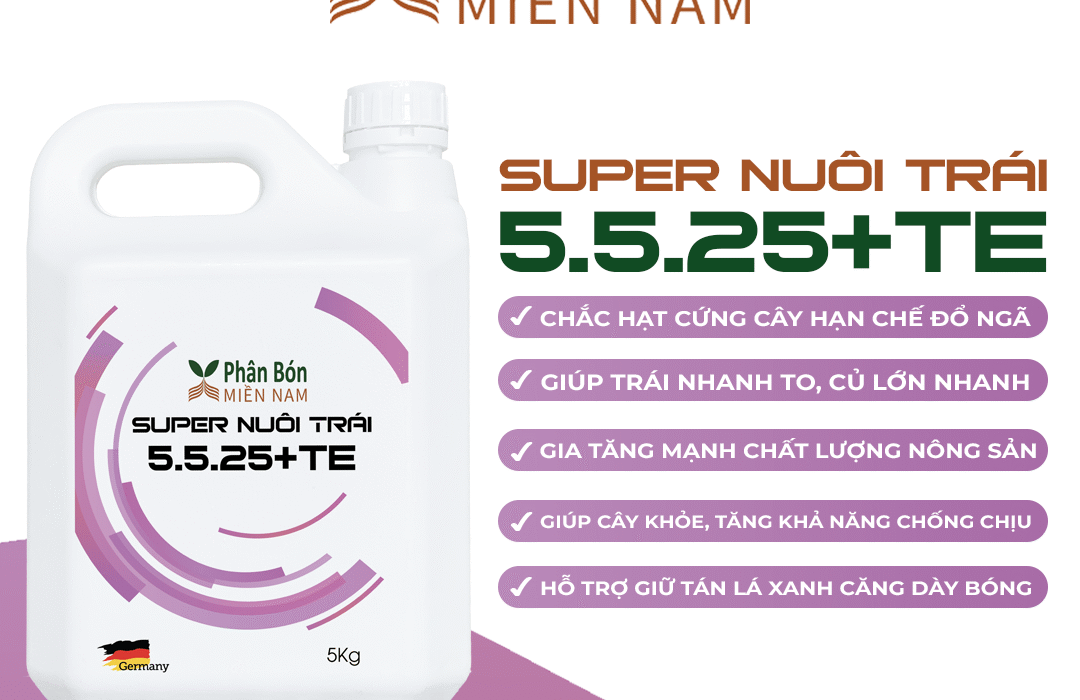 MIỀN NAM
SUPER NUÔI TRÁI
5.5.25+TE
CHẮC HẠT CỨNG CÂY HẠN CHẾ ĐỔ NGÃ
GIÚP TRÁI NHANH TO, CỦ LỚN NHANH
GIA TĂNG MẠNH CHẤT LƯỢNG NÔNG SẢN
GIÚP CÂY KHỎE, TĂNG KHẢ NĂNG CHỐNG CHỊU
HỖ TRỢ GIỮ TÁN LÁ XANH CĂNG DÀY BÓNG
Phân Bón
MIỀN NAM
SUPER NUÔI TRÁI
5.5.25+TE
Germany
5Kg